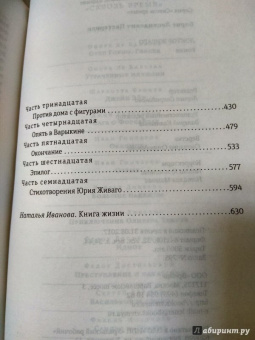 Часть тринадцатая
Против дома с фигурами 430
Часть четырнадцатая
Опять в Варыкине 479
Часть пятнадцатая
Окончание 533
Часть шестнадцатая
Эпилог 577
Часть семнадцатая
Стихотворения Юрия Живаго 594
Наталья Иванова. Книга жизни 630
Лабиринт.ру